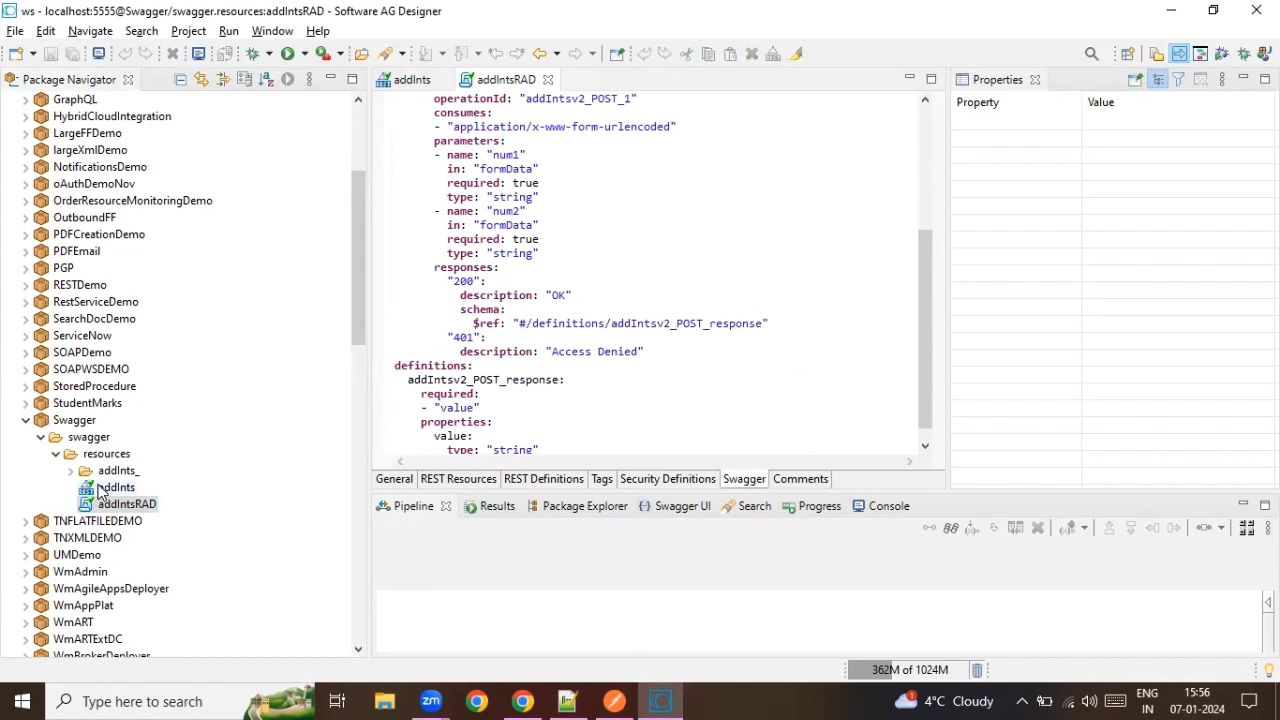 ws - localhost:5555@Swagger/swagger.resources:addIntsRAD - Software AG Designer
File Edit Navigate Search Project Run Window Help
Package Navigator
GraphQL
HybridCloudIntegration
LargeFFDemo
largeXmlDemo
NotificationsDemo
oAuthDemoNov
OrderResourceMonitoringDemo
OutboundFF
PDFCreationDemo
PDFEmail
PGP
RESTDemo
RestServiceDemo
SearchDocDemo
ServiceNow
SOAPDemo
SOAPWSDEMO
StoredProcedure
StudentMarks
Swagger
swagger
resources
addInts_
addInts
addIntsRAD
TNFLATFILEDEMO
TNXMLDEMO
UMDemo
WmAdmin
WmAgileAppsDeployer
WmAppPlat
WmART
WmARTExtDC
WmBrokerDeployer
addInts addIntsRAD
operationId: "addIntsv2_POST_1"
consumes:
- "application/x-www-form-urlencoded"
parameters:
- name: "num1"
in: "formData"
required: true
type: "string"
- name: "num2"
in: "formData"
required: true
type: "string"
responses:
"200":
description: "OK"
schema:
$ref: "#/definitions/addIntsv2_POST_response"
"401":
description: "Access Denied"
definitions:
addIntsv2_POST_response:
required:
- "value"
properties:
value:
type: "string"
General REST Resources REST Definitions Tags Security Definitions Swagger Comments
Properties
Property Value
Pipeline Results Package Explorer Swagger UI Search Progress Console
362M of 1024M
Type here to search
4°C Cloudy
ENG
IN
15:56
07-01-2024